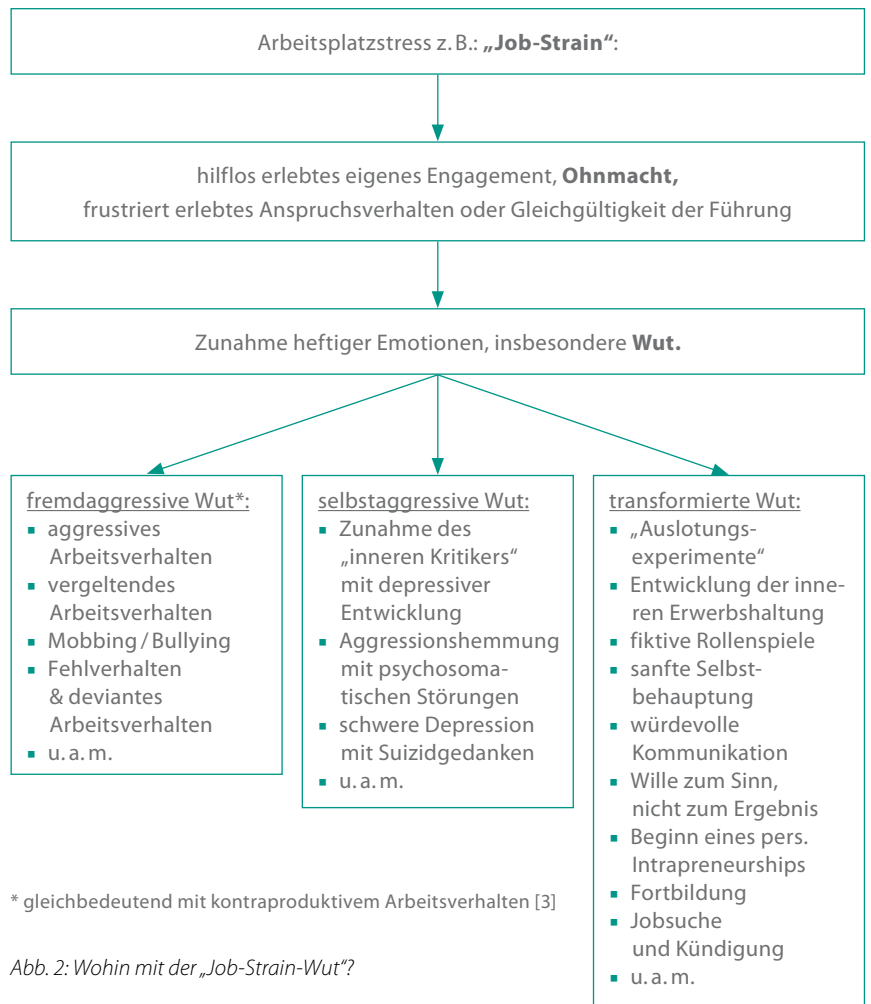 Arbeitsplatzstress z. B.: „Job-Strain“:
hilflos erlebtes eigenes Engagement, Ohnmacht,
frustriert erlebtes Anspruchsverhalten oder Gleichgültigkeit der Führung
Zunahme heftiger Emotionen, insbesondere Wut.
fremdaggressive Wut*:
▪ aggressives
Arbeitsverhalten
▪ vergeltendes
Arbeitsverhalten
▪ Mobbing / Bullying
▪ Fehlverhalten
& deviantes
Arbeitsverhalten
▪ u. a. m.
selbstaggressive Wut:
▪ Zunahme des
„inneren Kritikers“
mit depressiver
Entwicklung
▪ Aggressionshemmung
mit psychosoma-
tischen Störungen
▪ schwere Depression
mit Suizidgedanken
▪ u. a. m.
transformierte Wut:
▪ „Auslotungs-
experimente“
▪ Entwicklung der inne-
ren Erwerbshaltung
▪ fiktive Rollenspiele
▪ sanfte Selbst-
behauptung
▪ würdevolle
Kommunikation
▪ Wille zum Sinn,
nicht zum Ergebnis
▪ Beginn eines pers.
Intrapreneurships
▪ Fortbildung
▪ Jobsuche
und Kündigung
▪ u. a. m.
* gleichbedeutend mit kontraproduktivem Arbeitsverhalten [3]
Abb. 2: Wohin mit der „Job-Strain-Wut“?